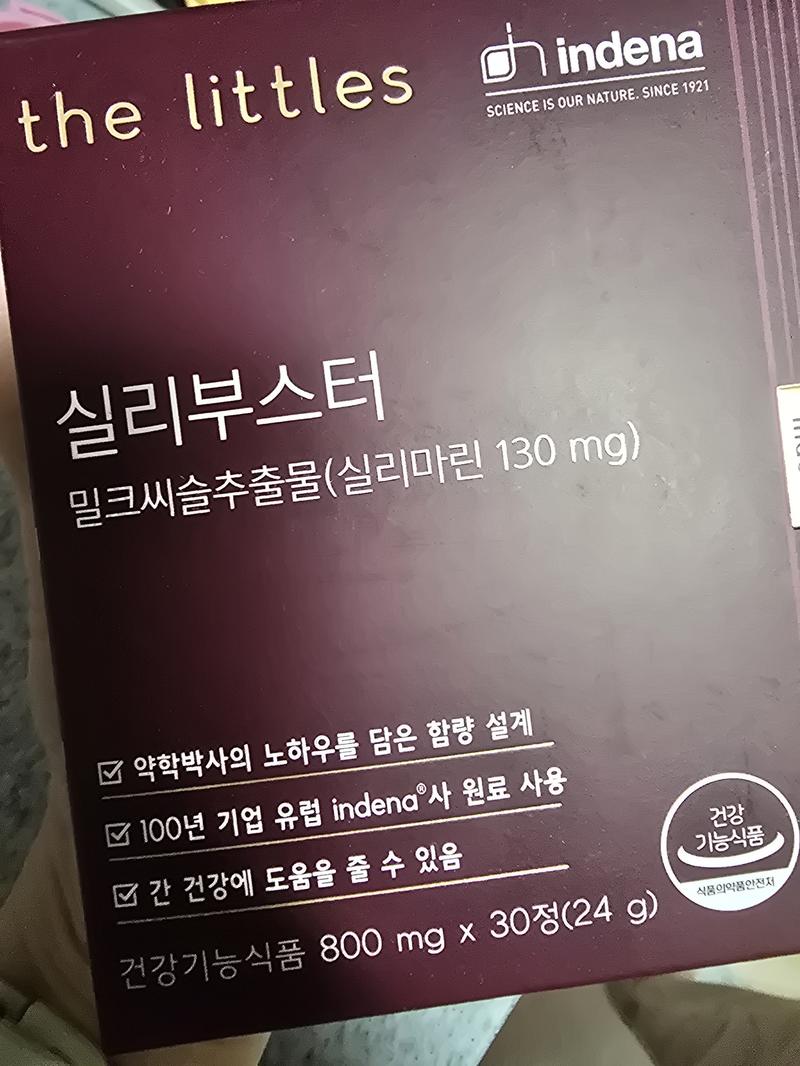 the littles
indena
SCIENCE IS OUR NATURE. SINCE 1921
실리부스터
밀크씨슬추출물(실리마린 130 mg)
약학박사의 노하우를 담은 함량 설계
100년 기업 유럽 indena®사 원료 사용
간 건강에 도움을 줄 수 있음
건강기능식품 800 mg x 30정(24 g)
건강
기능식품
식품의약품안전처